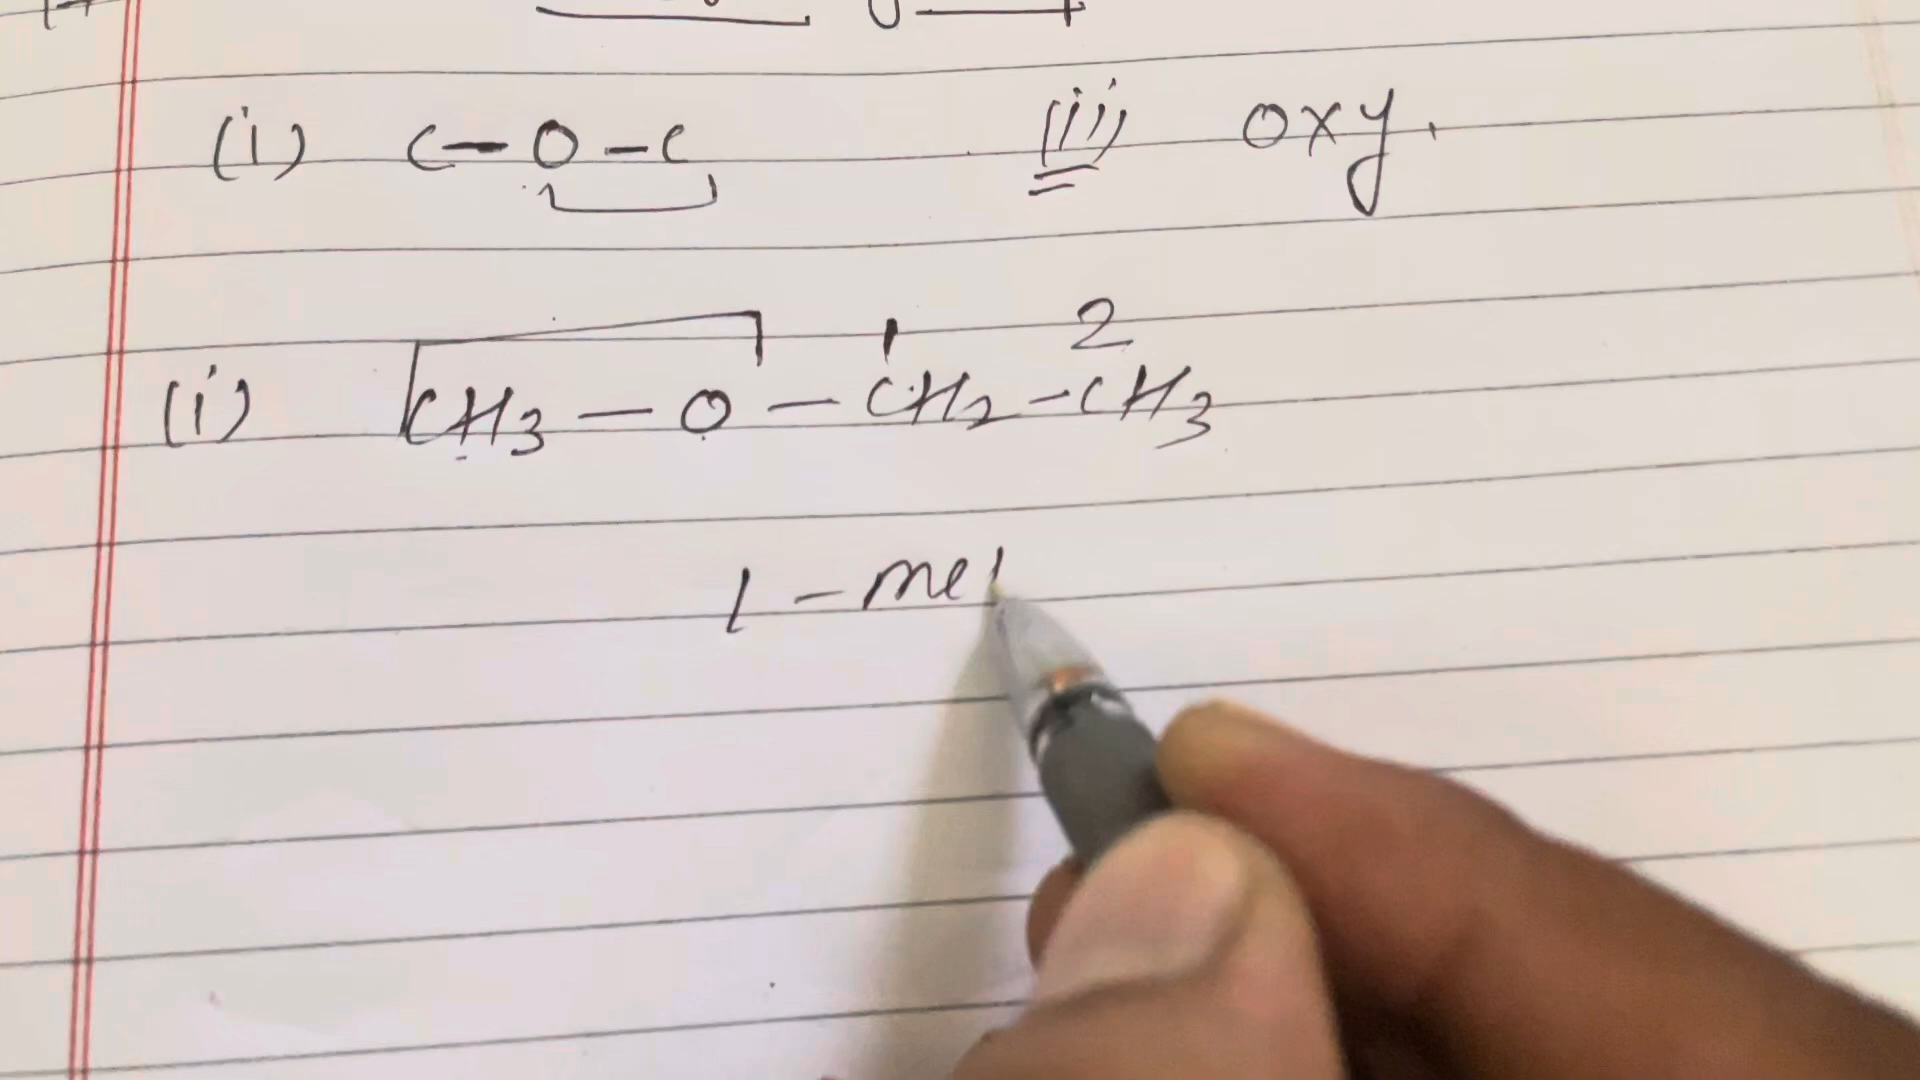 (i) C-O-C (ii) oxy.
1 2
(i) CH3-O-CH2-CH3
1-met